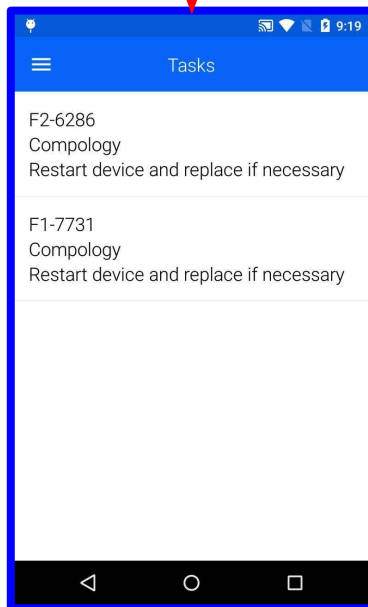 9:19
Tasks
F2-6286
Compology
Restart device and replace if necessary
F1-7731
Compology
Restart device and replace if necessary